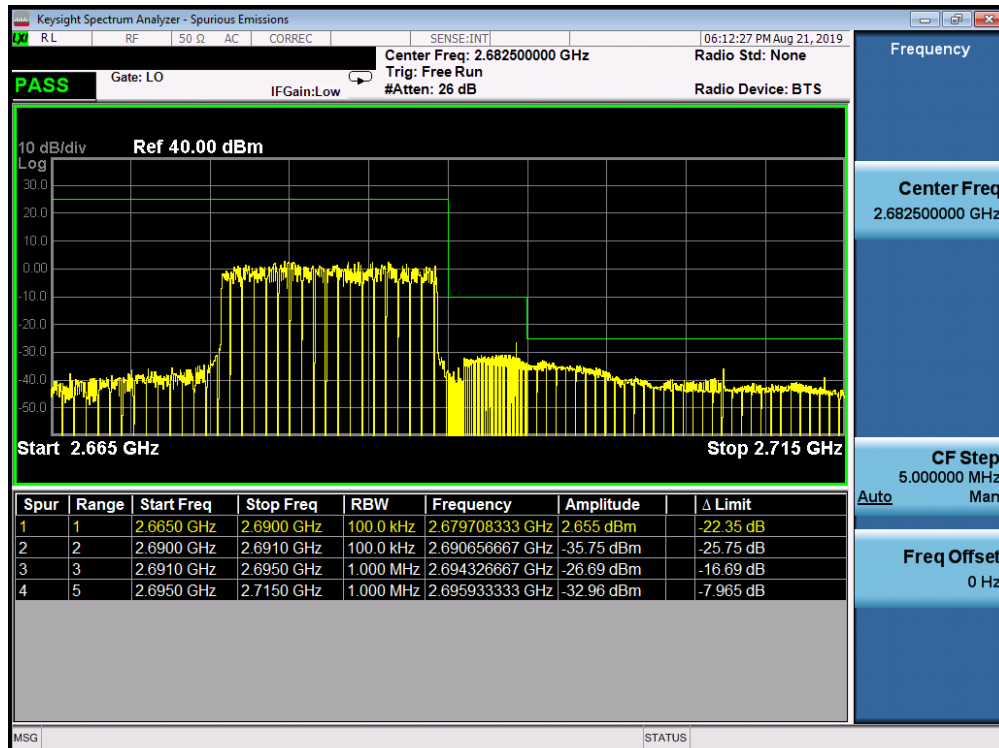 Keysight Spectrum Analyzer - Spurious Emissions
LXI RL RF 50 Ω AC CORREC SENSE:INT 06:12:27 PM Aug 21, 2019
Center Freq: 2.682500000 GHz Radio Std: None
Gate: LO Trig: Free Run
PASS IFGain:Low #Atten: 26 dB Radio Device: BTS
10 dB/div Ref 40.00 dBm
Log
30.0
20.0
10.0
0.00
-10.0
-20.0
-30.0
-40.0
-50.0
Start 2.665 GHz Stop 2.715 GHz
Spur Range Start Freq Stop Freq RBW Frequency Amplitude Δ Limit
1 1 2.6650 GHz 2.6900 GHz 100.0 kHz 2.679708333 GHz 2.655 dBm -22.35 dB
2 2 2.6900 GHz 2.6910 GHz 100.0 kHz 2.690656667 GHz -35.75 dBm -25.75 dB
3 3 2.6910 GHz 2.6950 GHz 1.000 MHz 2.694326667 GHz -26.69 dBm -16.69 dB
4 5 2.6950 GHz 2.7150 GHz 1.000 MHz 2.695933333 GHz -32.96 dBm -7.965 dB
MSG STATUS
Frequency
Center Freq
2.682500000 GHz
CF Step
5.000000 MHz
Auto Man
Freq Offset
0 Hz